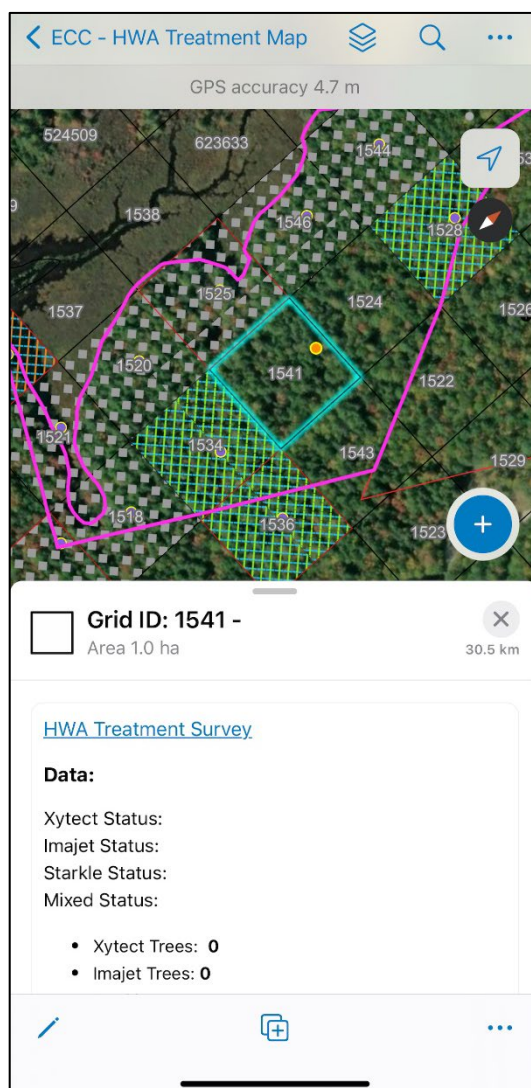 ECC - HWA Treatment Map
GPS accuracy 4.7 m
524509
623633
1544
1538
1546
1528
1525
1524
1537
1526
1520
1541
1522
1521
1534
1543
1529
1518
1536
1523
Grid ID: 1541 -
Area 1.0 ha
30.5 km
HWA Treatment Survey
Data:
Xytect Status:
Imajet Status:
Starkle Status:
Mixed Status:
• Xytect Trees: 0
• Imajet Trees: 0